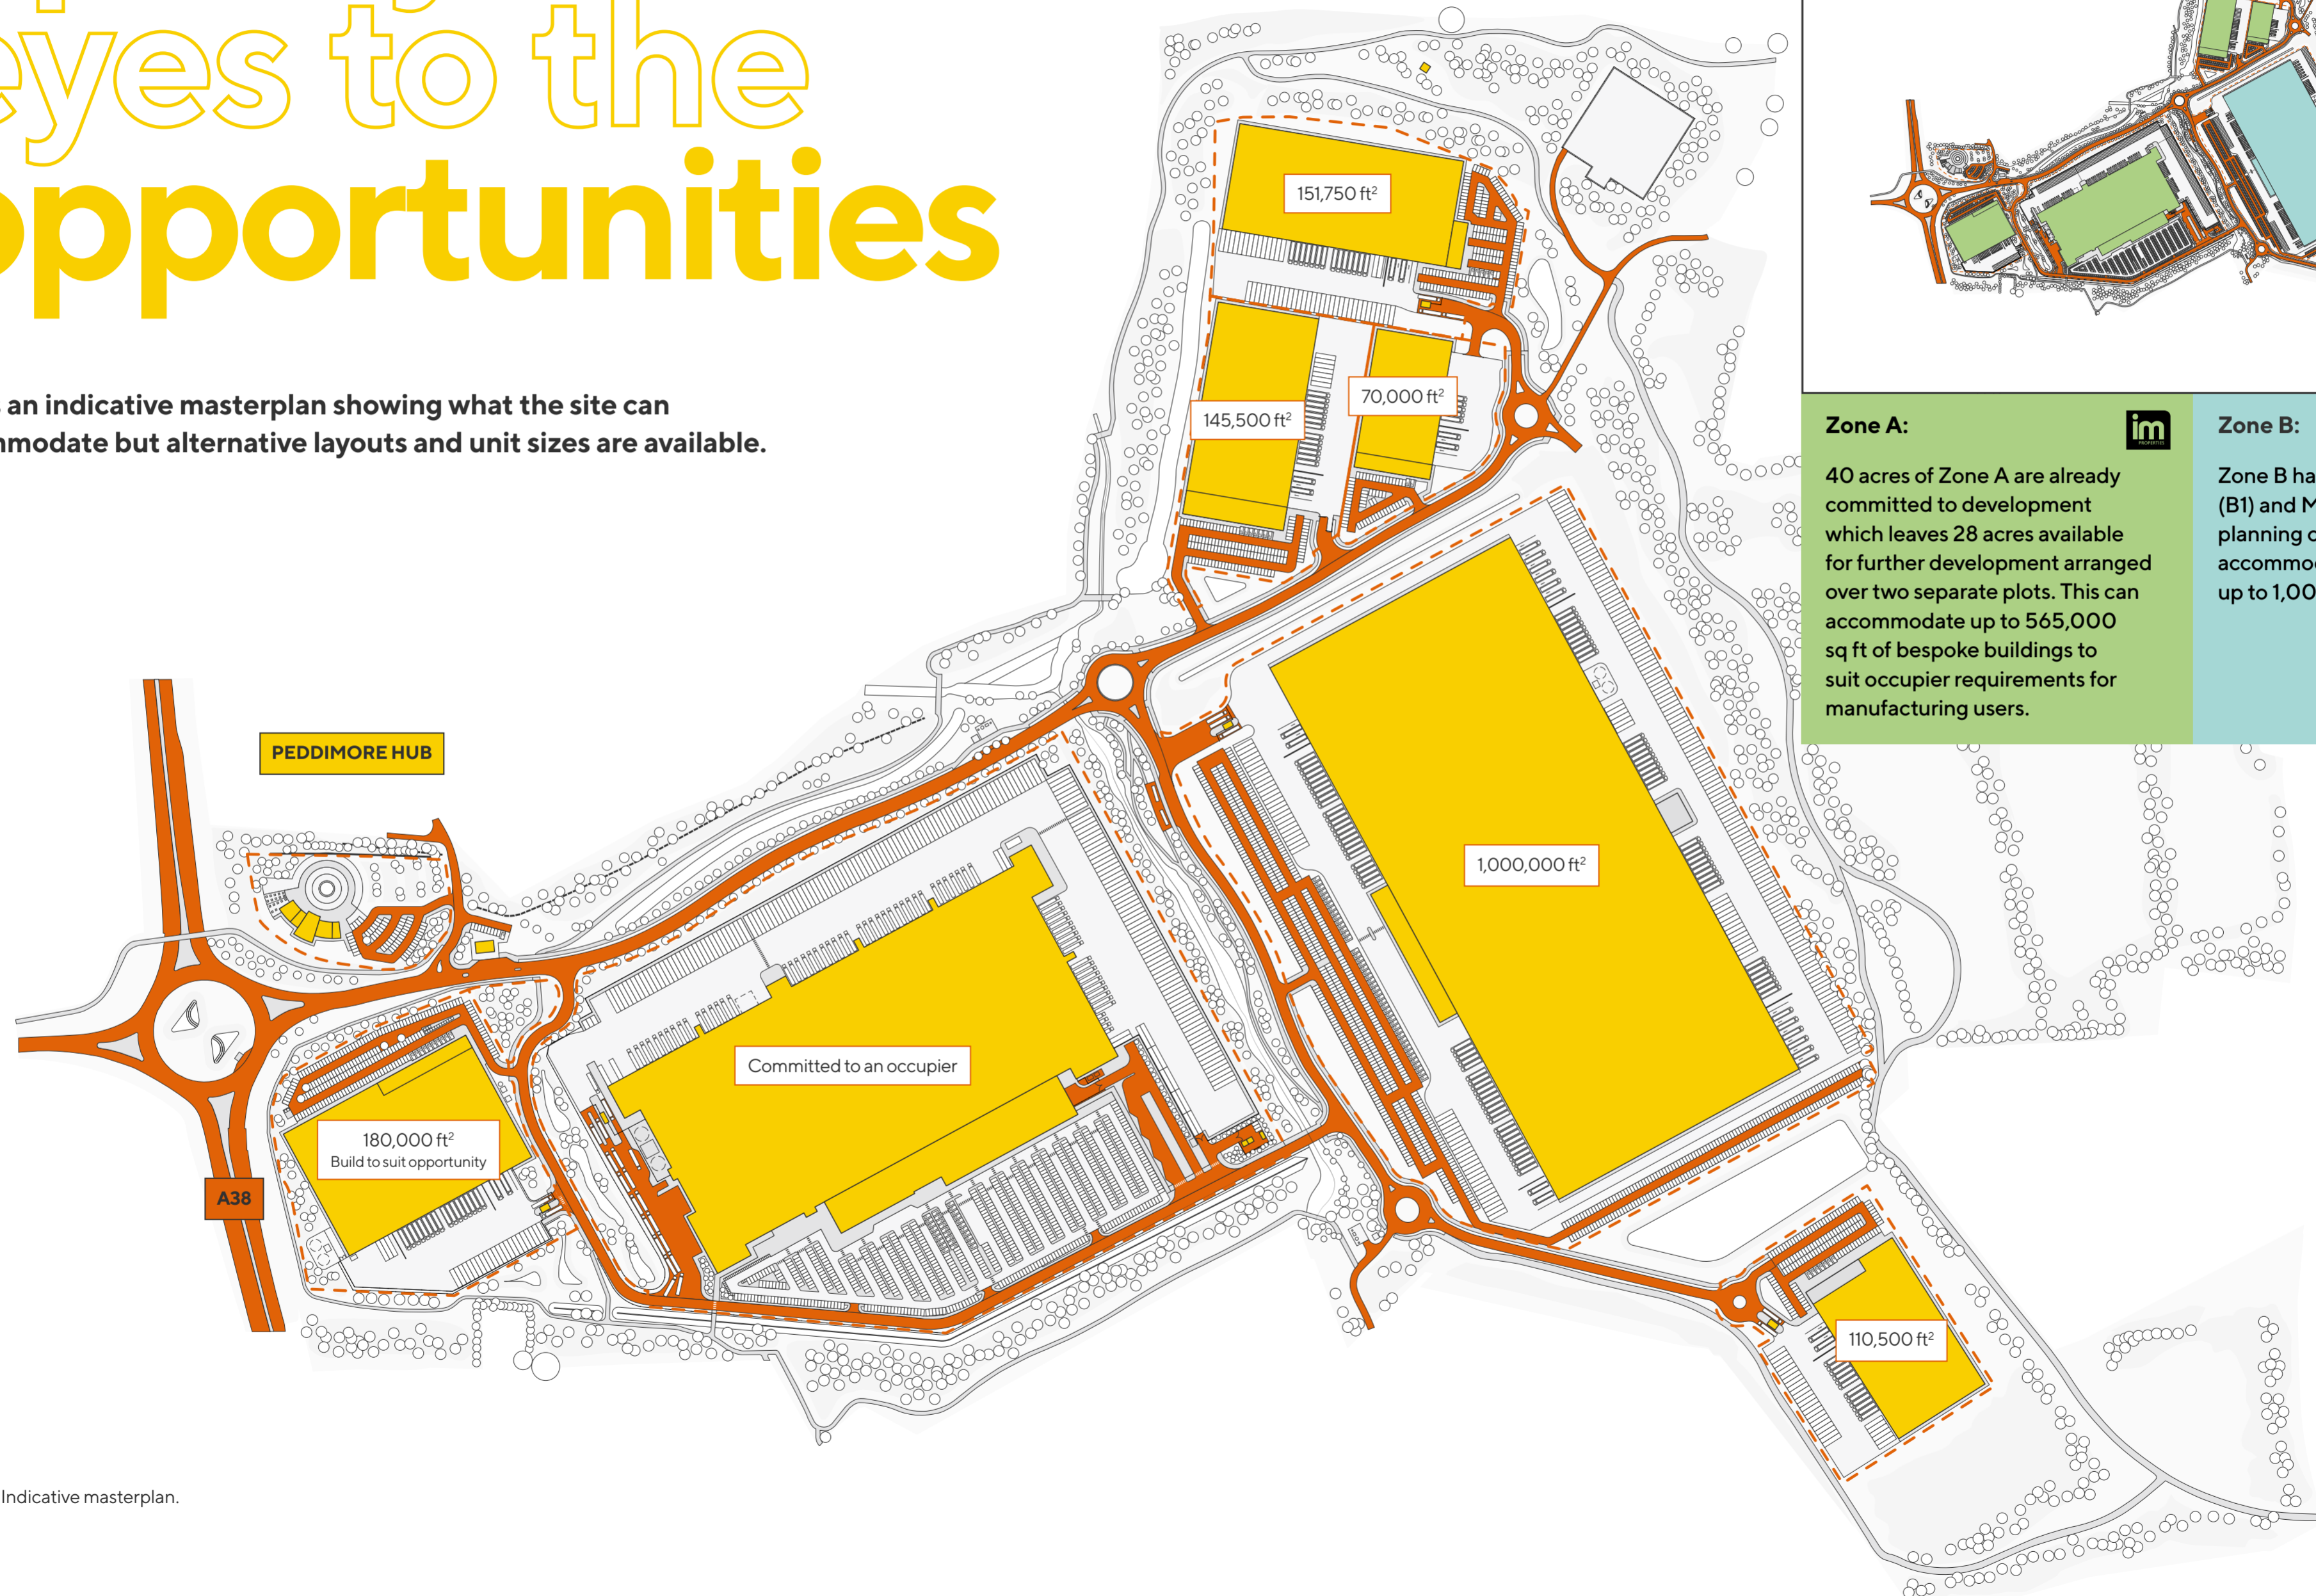 eyes to the
opportunities
an indicative masterplan showing what the site can
but alternative layouts and unit sizes are available.
151,750 ft²
145,500 ft²
70,000 ft²
1,000,000 ft²
PEDDIMORE HUB
Committed to an occupier
180,000 ft²
Build to suit opportunity
A38
110,500 ft²
Indicative masterplan.
Zone A:
im
PROPERTIES
40 acres of Zone A are already
committed to development
which leaves 28 acres available
for further development arranged
over two separate plots. This can
accommodate up to 565,000
sq ft of bespoke buildings to
suit occupier requirements for
manufacturing users.
Zone B:
Zone B ha
(B1) and M
planning
accommo
up to 1,00